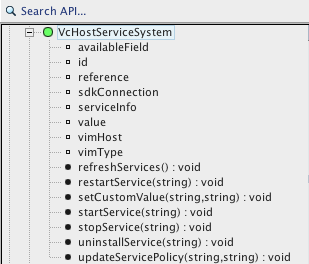 Search API...
VcHostServiceSystem
availableField
id
reference
sdkConnection
serviceInfo
value
vimHost
vimType
refreshServices() : void
restartService(string) : void
setCustomValue(string,string) : void
startService(string) : void
stopService(string) : void
uninstallService(string) : void
updateServicePolicy(string,string) : void